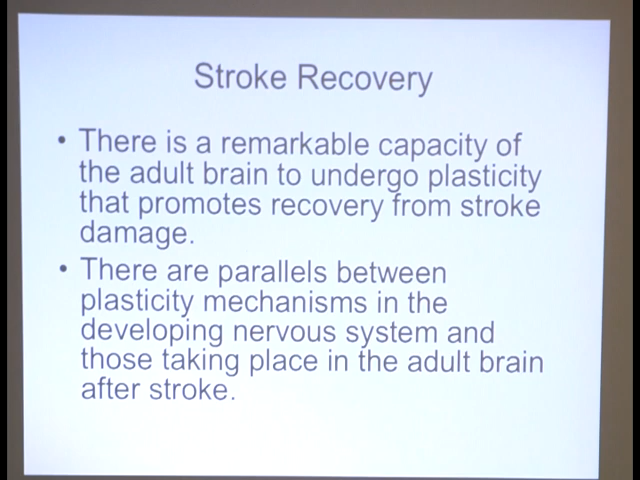 Stroke Recovery
• There is a remarkable capacity of
the adult brain to undergo plasticity
that promotes recovery from stroke
damage.
• There are parallels between
plasticity mechanisms in the
developing nervous system and
those taking place in the adult brain
after stroke.